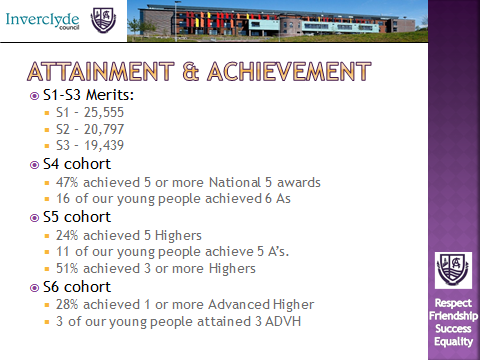 Inverclyde
council
ATTAINMENT & ACHIEVEMENT
S1-S3 Merits:
S1 – 25,555
S2 – 20,797
S3 – 19,439
S4 cohort
47% achieved 5 or more National 5 awards
16 of our young people achieved 6 As
S5 cohort
24% achieved 5 Highers
11 of our young people achieve 5 A's.
51% achieved 3 or more Highers
S6 cohort
28% achieved 1 or more Advanced Higher
3 of our young people attained 3 ADVH
Respect
Friendship
Success
Equality